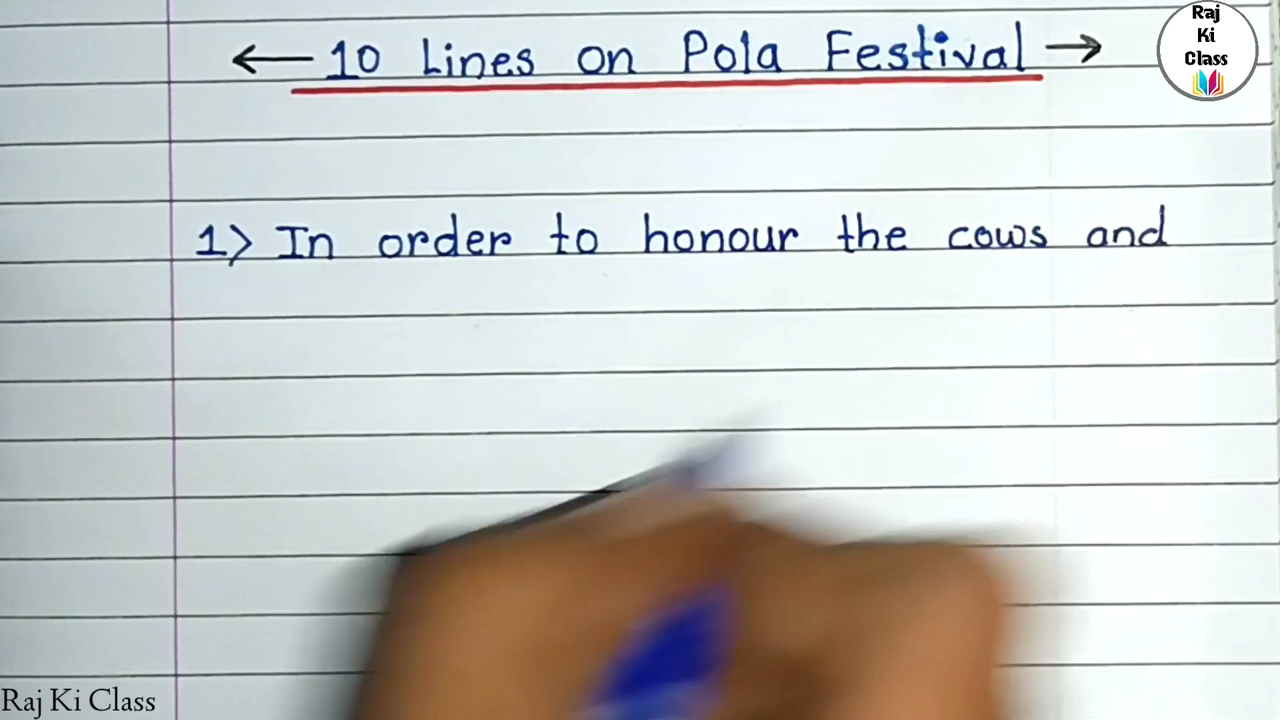 ← 10 Lines on Pola Festival →
Raj
Ki
Class
1) In order to honour the cows and
Raj Ki Class